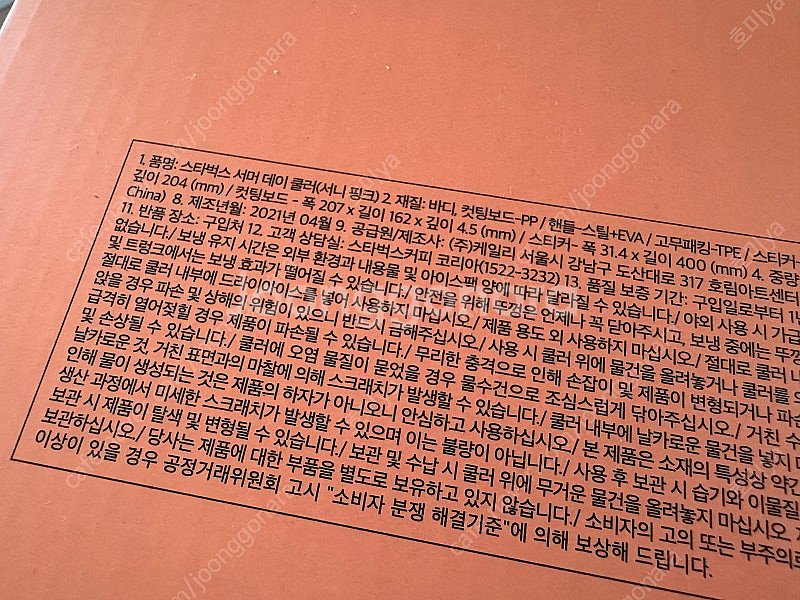 1. 품명: 스타벅스 서머 데이 쿨러(서니 핑크) 2. 재질: 바디, 컷팅보드-PP / 핸들-스틸+EVA / 고무패킹-TPE / 스티커-
깊이 204 (mm) / 컷팅보드 - 폭 207 x 길이 162 x 깊이 4.5 (mm) / 스티커- 폭 31.4 x 길이 400 (mm) 4. 중량
China) 8. 제조년월: 2021년 04월 9. 공급원/제조사: (주)케일리 서울시 강남구 도산대로 317 호림아트센터
11. 반품 장소: 구입처 12. 고객 상담실: 스타벅스커피 코리아(1522-3232) 13. 품질 보증 기간: 구입일로부터 1
없습니다./ 보냉 유지 시간은 외부 환경과 내용물 및 아이스팩 양에 따라 달라질 수 있습니다./ 야외 사용 시 기급
및 트렁크에서는 보냉 효과가 떨어질 수 있습니다./ 안전을 위해 뚜껑은 언제나 꼭 닫아주시고, 보냉 중에는 뚜껑
절대로 쿨러 내부에 드라이아이스를 넣어 사용하지 마십시오./ 제품 용도 외 사용하지 마십시오./ 절대로 쿨러 내
않을 경우 파손 및 상해의 위험이 있으니 반드시 금해주십시오./ 사용 시 쿨러 위에 물건을 올려놓거나 쿨러를 의
급격히 열어젖힐 경우 제품이 파손될 수 있습니다./ 무리한 충격으로 인해 손잡이 및 제품이 변형되거나 파손
및 손상될 수 있습니다./ 쿨러에 오염 물질이 묻었을 경우 물수건으로 조심스럽게 닦아주십시오./ 거친 수
날카로운 것, 거친 표면과의 마찰에 의해 스크래치가 발생할 수 있습니다./ 쿨러 내부에 날카로운 물건을 넣지
인해 물이 생성되는 것은 제품의 하자가 아니오니 안심하고 사용하십시오./ 본 제품은 소재의 특성상 약간
생산 과정에서 미세한 스크래치가 발생할 수 있으며 이는 불량이 아닙니다./ 사용 후 보관 시 습기와 이물질
보관 시 제품이 탈색 및 변형될 수 있습니다./ 보관 및 수납 시 쿨러 위에 무거운 물건을 올려놓지 마십시오.
보관하십시오./ 당사는 제품에 대한 부품을 별도로 보유하고 있지 않습니다./ 소비자의 고의 또는 부주의로
이상이 있을 경우 공정거래위원회 고시 "소비자 분쟁 해결기준"에 의해 보상해 드립니다.